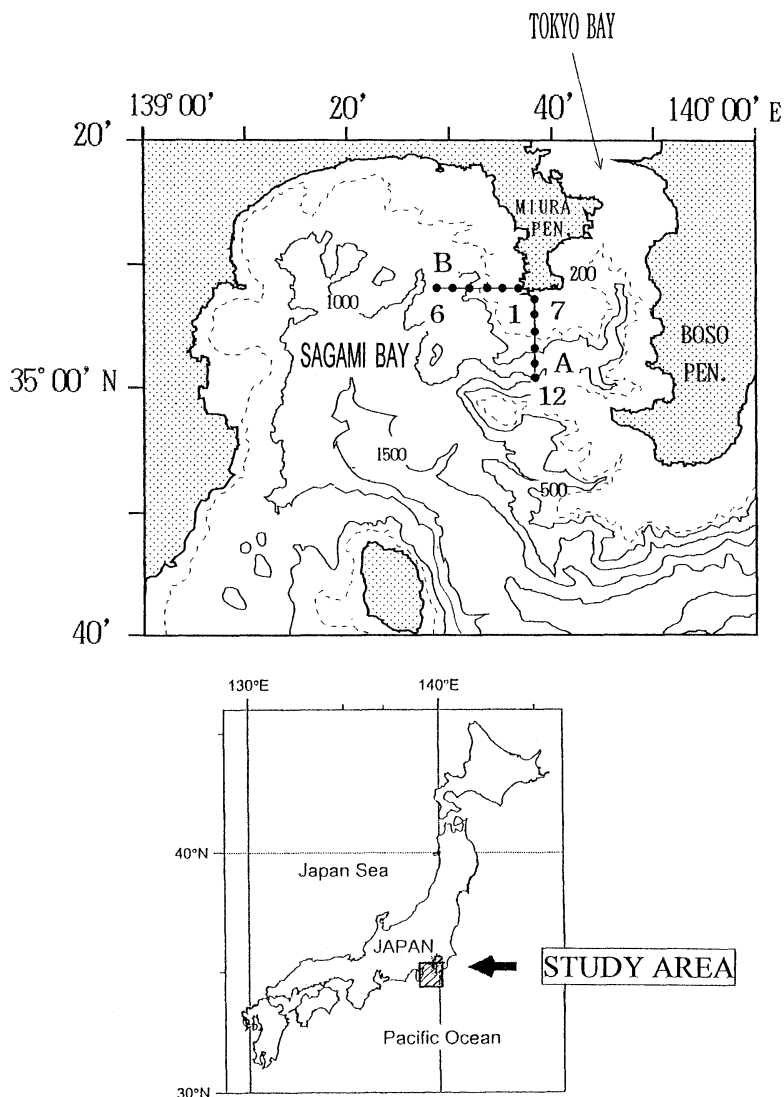 TOKYO BAY
139°00' 20' 40' 140°00' E
20'
MIURA
PEN.
B 200
1000
6 1 7
SAGAMI BAY A BOSO
35°00' N 12 PEN.
1500
500
40'
130°E 140°E
40°N
Japan Sea
JAPAN
STUDY AREA
Pacific Ocean
30°N